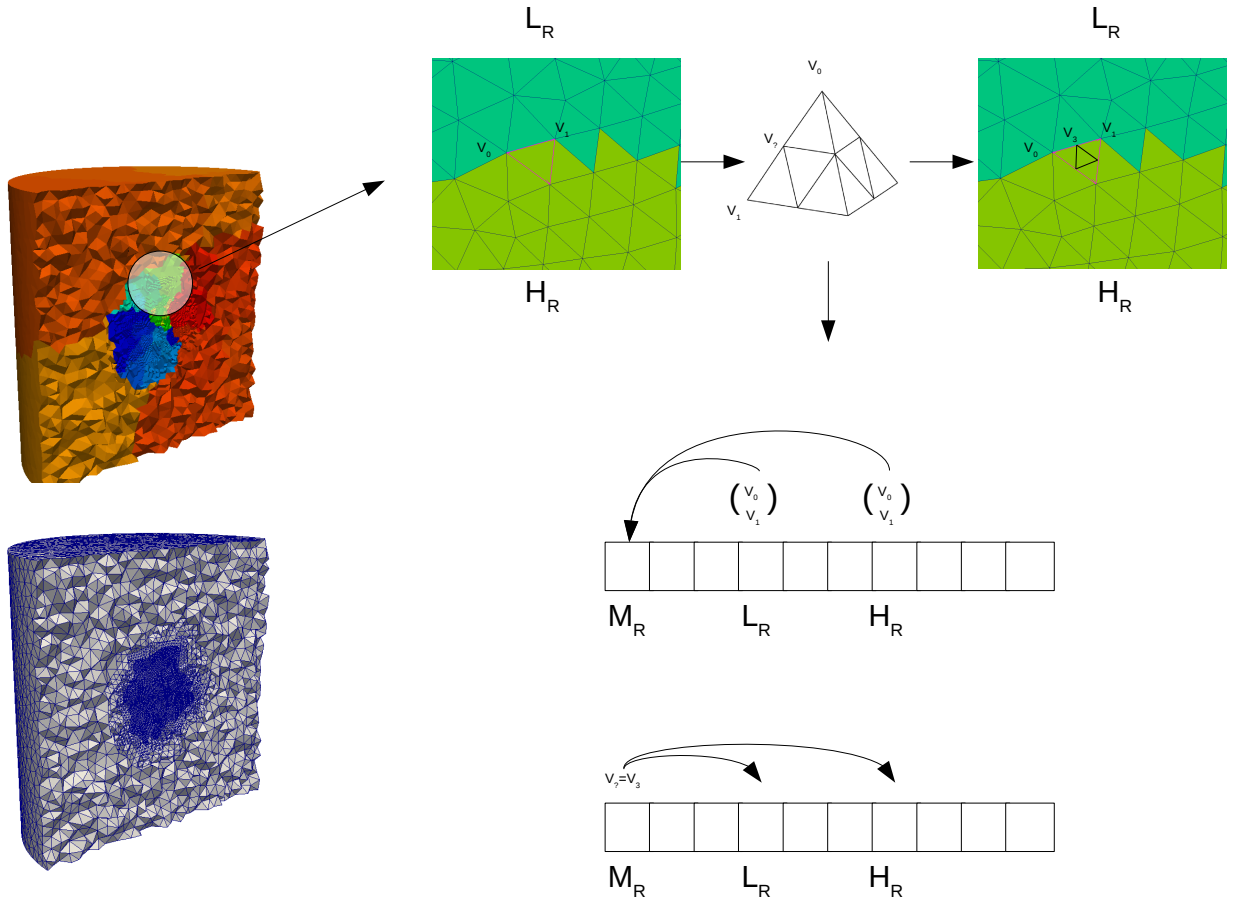 L_R
L_R
V_0
V_1
V_0
V_?
V_1
V_3
V_1
V_0
H_R
H_R
( V_0 V_1 )
( V_0 V_1 )
M_R L_R H_R
V_?=V_3
M_R L_R H_R